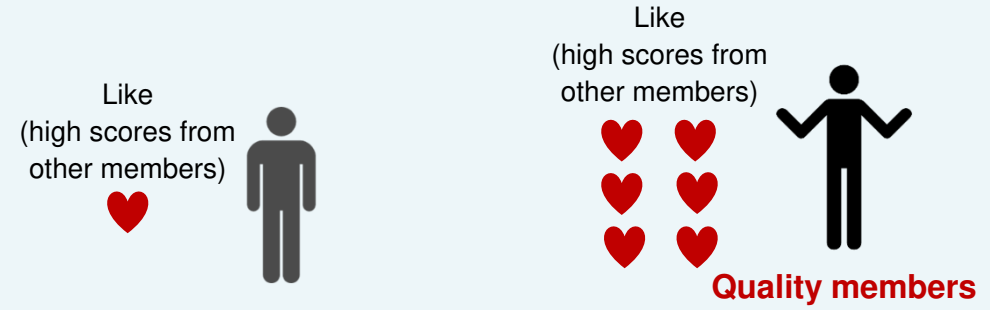 Like
(high scores from
other members)
Like
(high scores from
other members)
Quality members